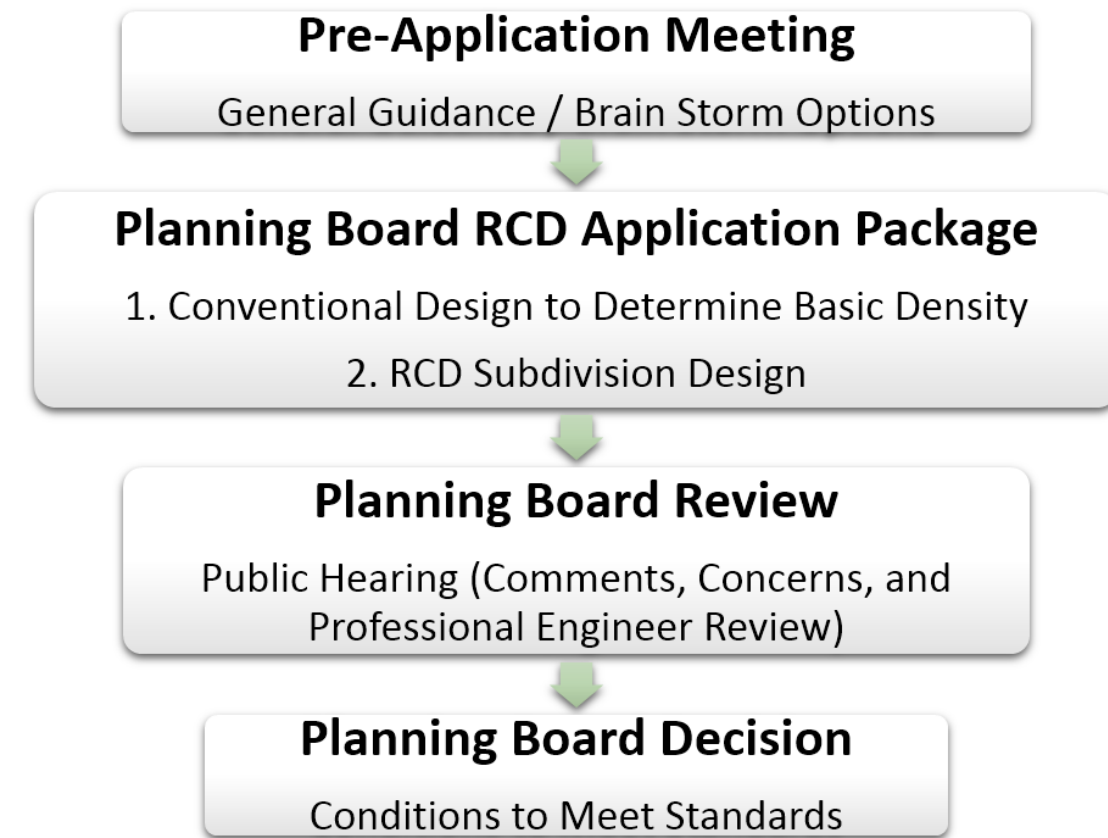 Pre-Application Meeting
General Guidance / Brain Storm Options
Planning Board RCD Application Package
1. Conventional Design to Determine Basic Density
2. RCD Subdivision Design
Planning Board Review
Public Hearing (Comments, Concerns, and
Professional Engineer Review)
Planning Board Decision
Conditions to Meet Standards